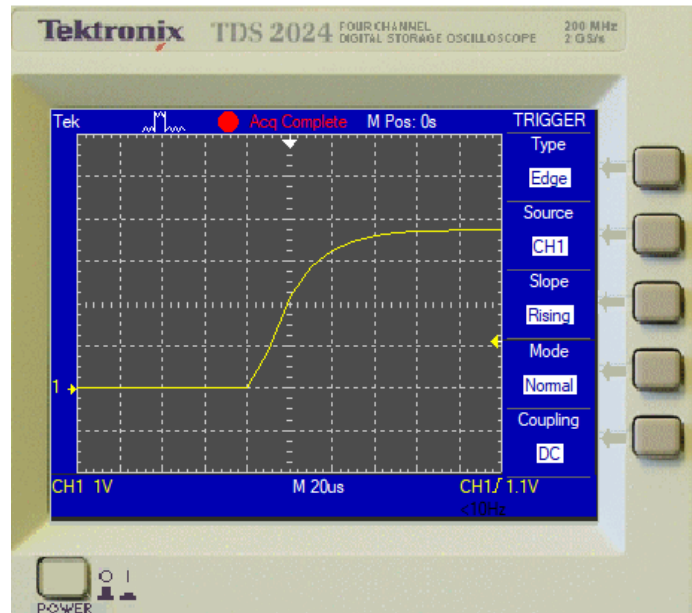 Tektronix TDS 2024 FOUR CHANNEL DIGITAL STORAGE OSCILLOSCOPE 200 MHz 2 GS/s
Tek Acq Complete M Pos: 0s TRIGGER
Type
Edge
Source
CH1
Slope
Rising
Mode
Normal
1
Coupling
DC
CH1 1V M 20us CH1 1.1V
<10Hz
POWER